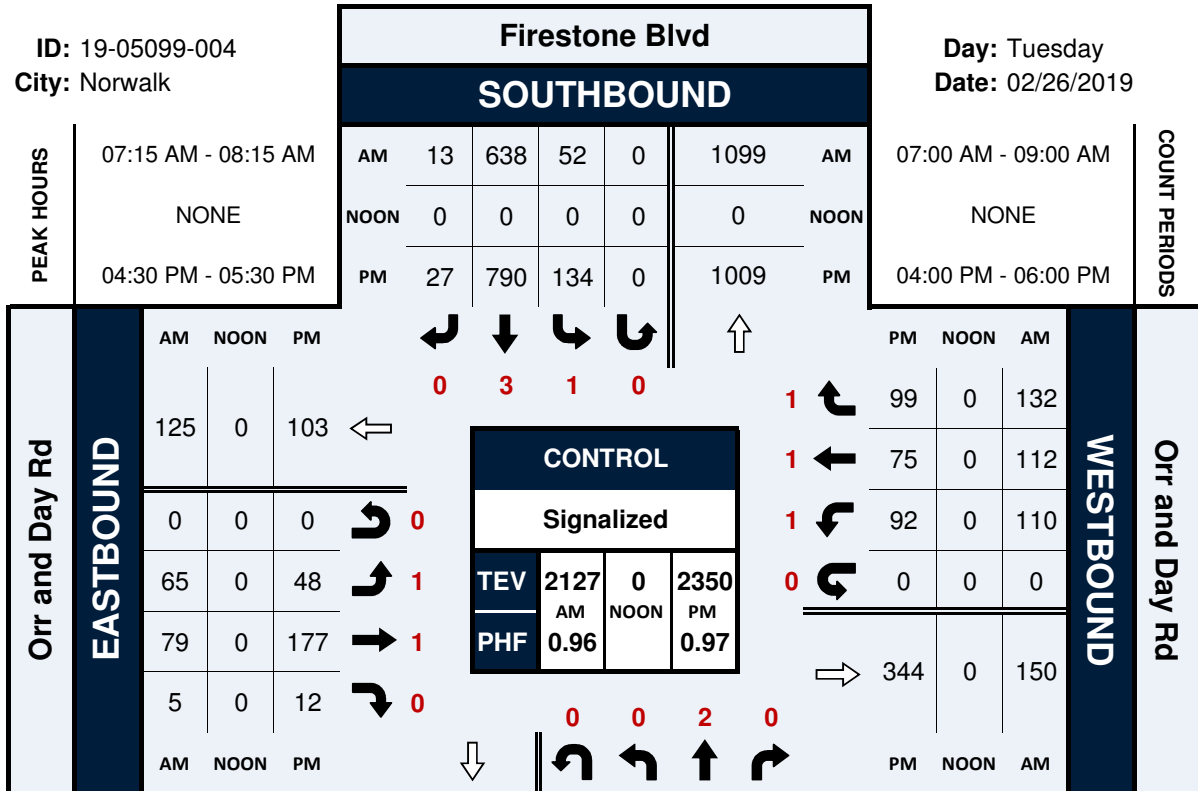 ID: 19-05099-004
City: Norwalk
Firestone Blvd
SOUTHBOUND
Day: Tuesday
Date: 02/26/2019
PEAK HOURS
07:15 AM - 08:15 AM
NONE
04:30 PM - 05:30 PM
AM 13 638 52 0 1099 AM
NOON 0 0 0 0 0 NOON
PM 27 790 134 0 1009 PM
07:00 AM - 09:00 AM
NONE
04:00 PM - 06:00 PM
COUNT PERIODS
0 3 1 0
Orr and Day Rd
EASTBOUND
AM NOON PM
125 0 103
0 0 0 0
65 0 48 1
79 0 177 1
5 0 12 0
AM NOON PM
CONTROL
Signalized
TEV 2127 0 2350
AM NOON PM
PHF 0.96 0.97
PM NOON AM
1 99 0 132
1 75 0 112
1 92 0 110
0 0 0 0
344 0 150
PM NOON AM
WESTBOUND
Orr and Day Rd
0 0 2 0